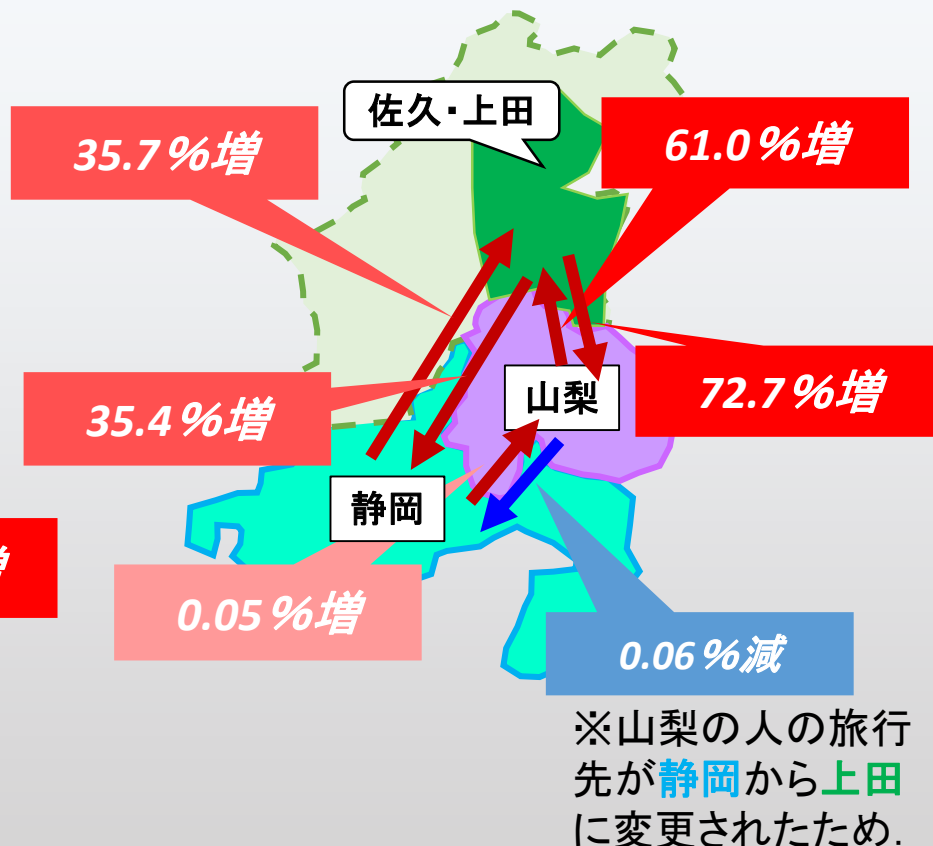 佐久・上田
35.7%増
61.0%増
35.4%増
山梨
72.7%増
静岡
増
0.05%増
0.06%減
※山梨の人の旅行
先が静岡から上田
に変更されたため.